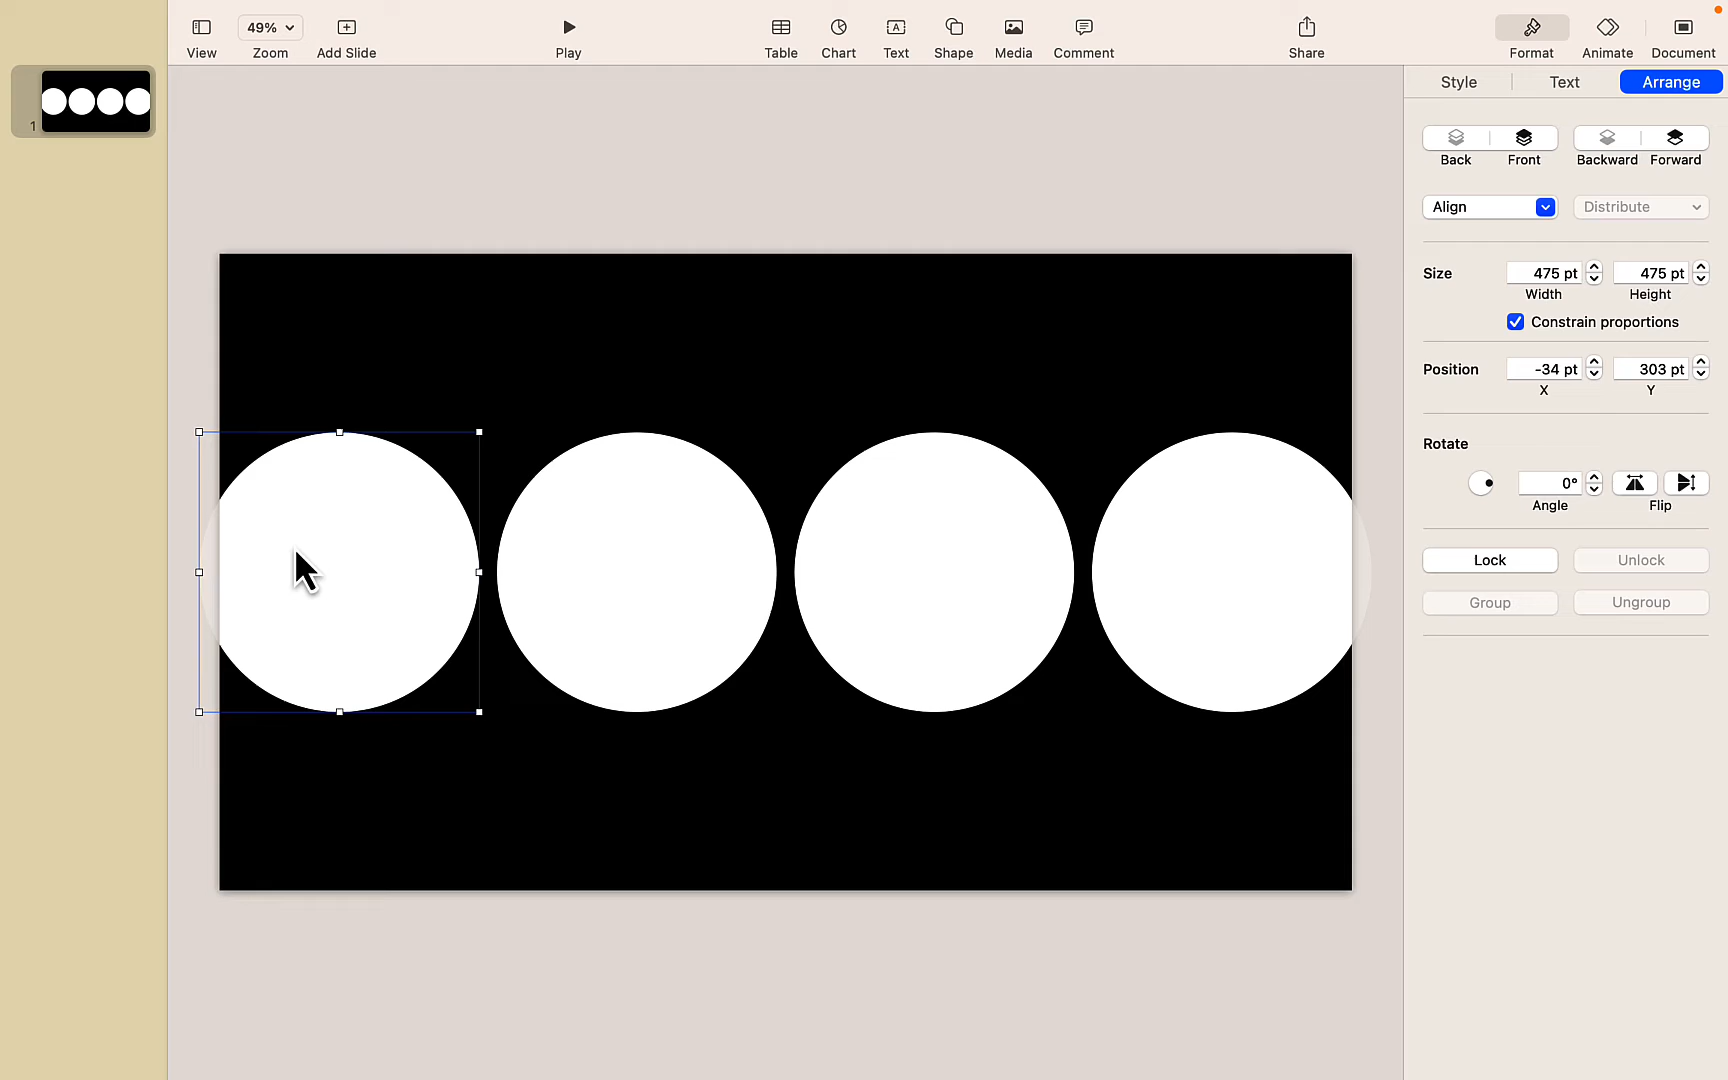 49%
View Zoom Add Slide Play Table Chart Text Shape Media Comment Share Format Animate Document
1
Style Text Arrange
Back Front Backward Forward
Align Distribute
Size 475 pt 475 pt
Width Height
Constrain proportions
Position -34 pt 303 pt
X Y
Rotate
0°
Angle Flip
Lock Unlock
Group Ungroup